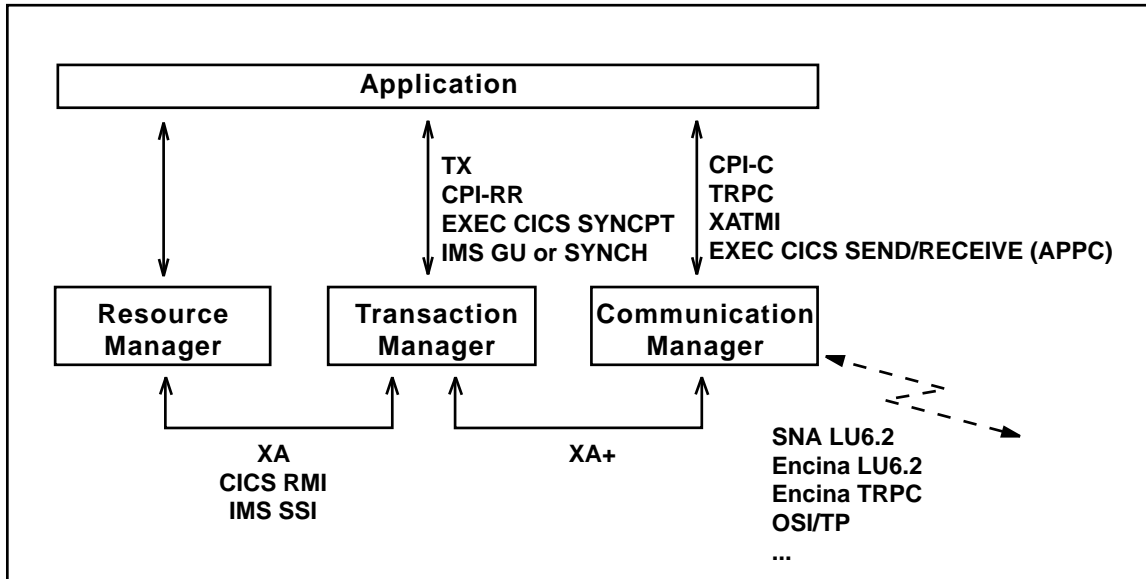 Application
TX
CPI-RR
EXEC CICS SYNCPT
IMS GU or SYNCH
CPI-C
TRPC
XATMI
EXEC CICS SEND/RECEIVE (APPC)
Resource
Manager
Transaction
Manager
Communication
Manager
XA
CICS RMI
IMS SSI
XA+
SNA LU6.2
Encina LU6.2
Encina TRPC
OSI/TP
...